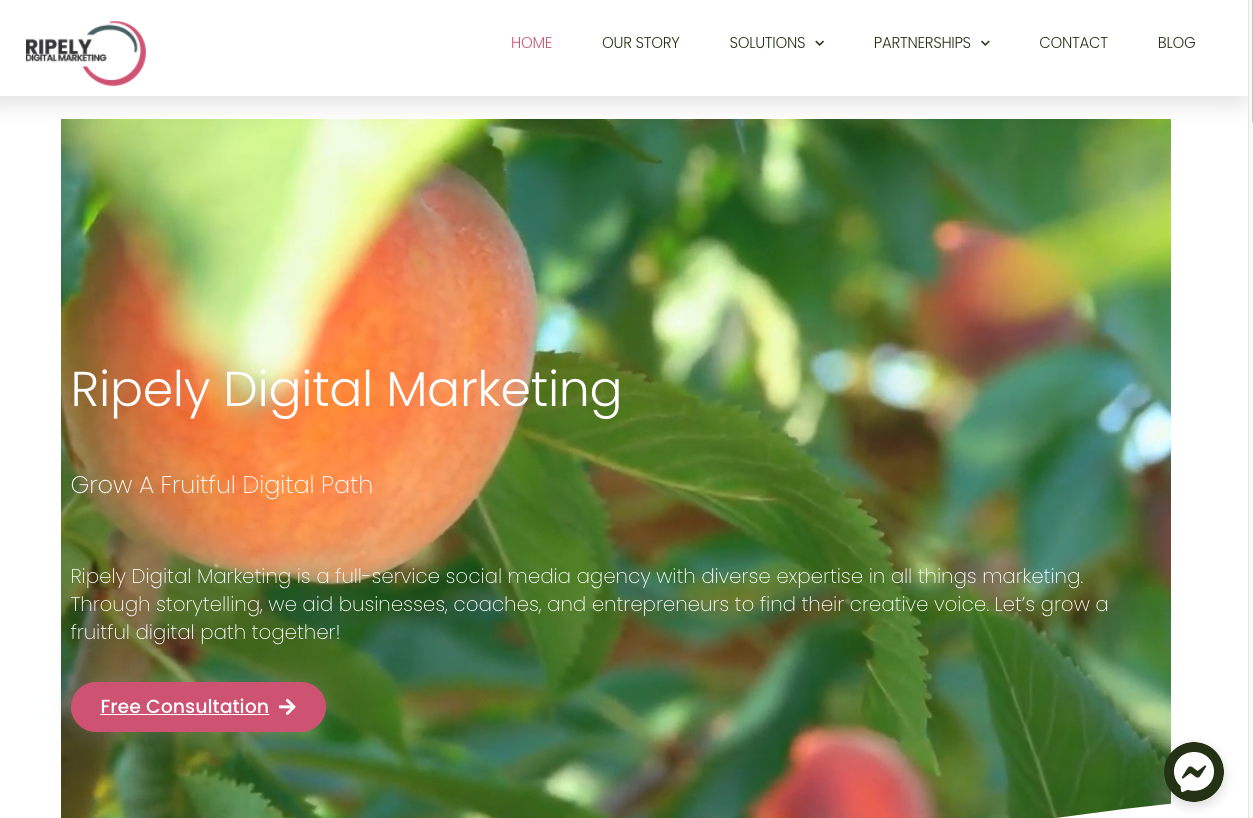 RIPELY
DIGITAL MARKETING
HOME
OUR STORY
SOLUTIONS
PARTNERSHIPS
CONTACT
BLOG
Ripely Digital Marketing
Grow A Fruitful Digital Path
Ripely Digital Marketing is a full-service social media agency with diverse expertise in all things marketing.
Through storytelling, we aid businesses, coaches, and entrepreneurs to find their creative voice. Let’s grow a
fruitful digital path together!
Free Consultation